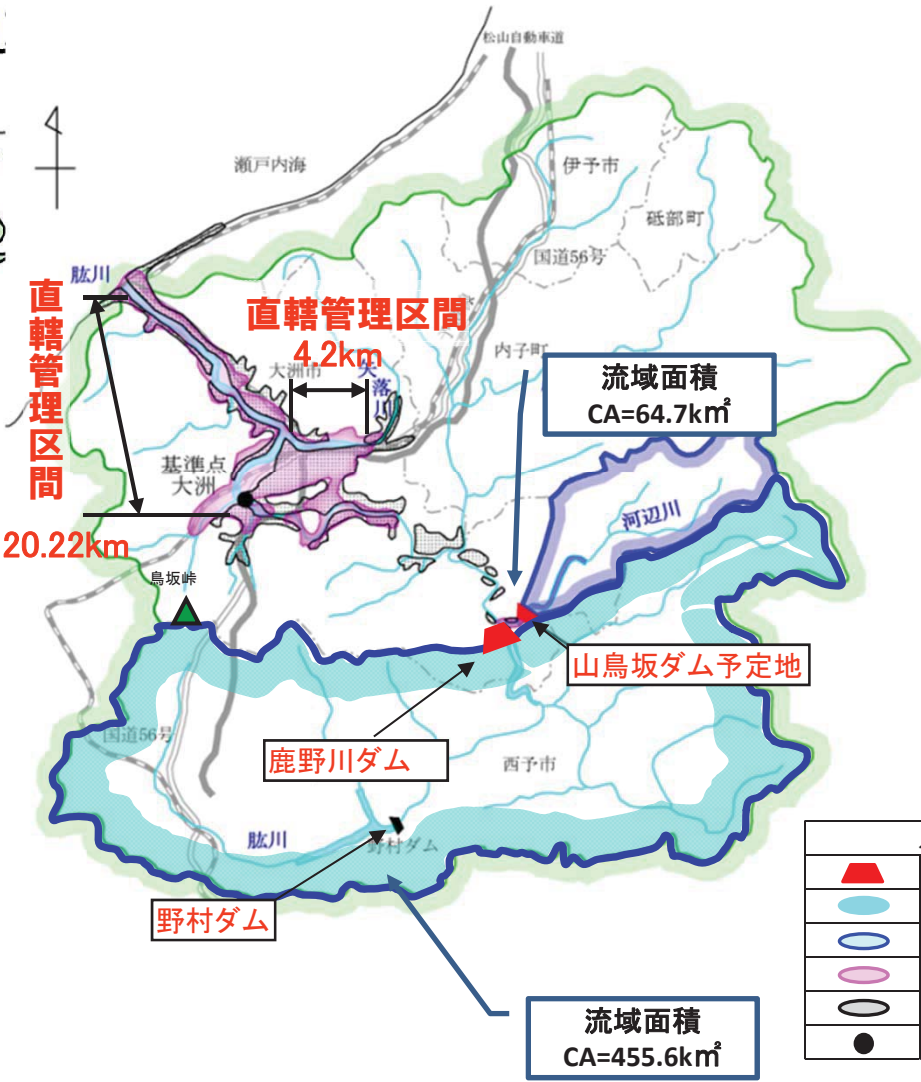 松山自動車道
瀬戸内海
伊予市
砥部町
国道56号
肱川
直轄管理区間
20.22km
直轄管理区間
4.2km
大洲市
矢落川
内子町
流域面積
CA=64.7k㎡
基準点
大洲
河辺川
鳥坂峠
山鳥坂ダム予定地
国道56号
鹿野川ダム
西予市
肱川
野村ダム
野村ダム
流域面積
CA=455.6k㎡